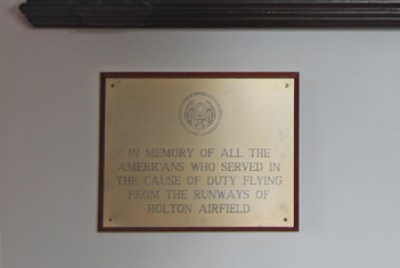 IN MEMORY OF ALL THE
AMERICANS WHO SERVED IN
THE CAUSE OF DUTY FLYING
FROM THE RUNWAYS OF
HOLTON AIRFIELD